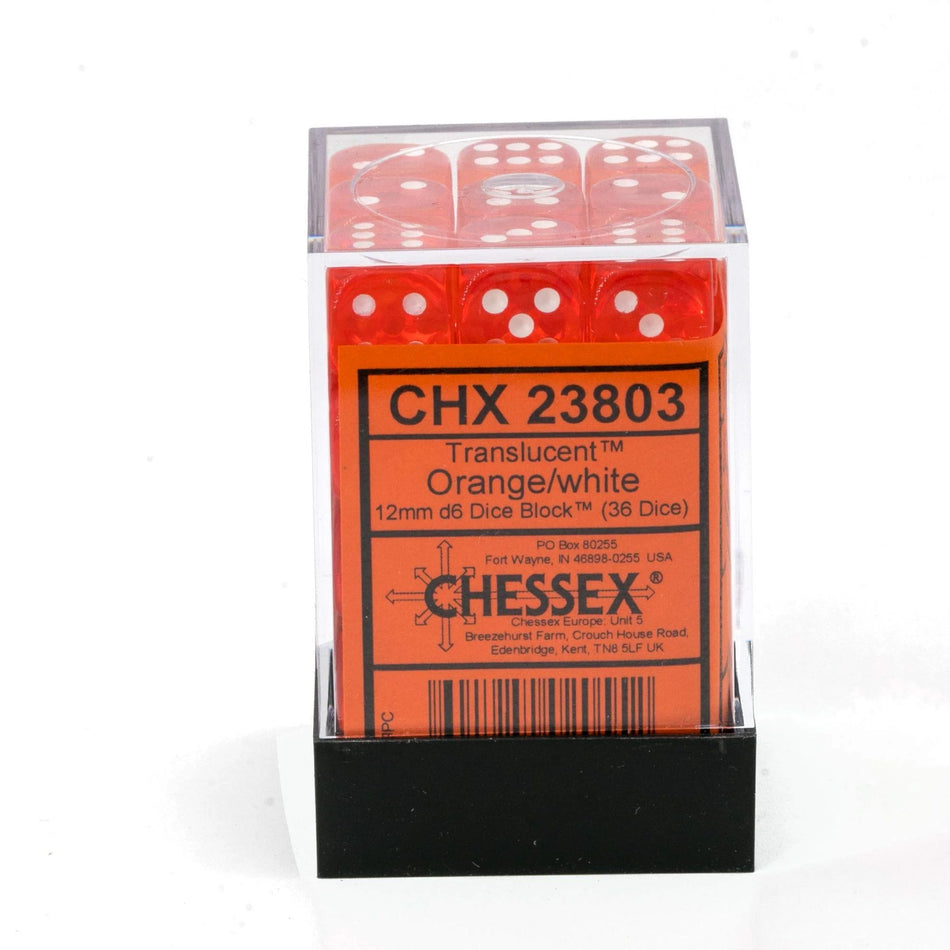 CHX 23803
Translucent™
Orange/white
12mm d6 Dice Block™ (36 Dice)
PO Box 80255
Fort Wayne, IN 46898-0255 USA
CHESSEX®
Chessex Europe: Unit 5
Breezehurst Farm, Crouch House Road,
Edenbridge, Kent, TN8 5LF UK